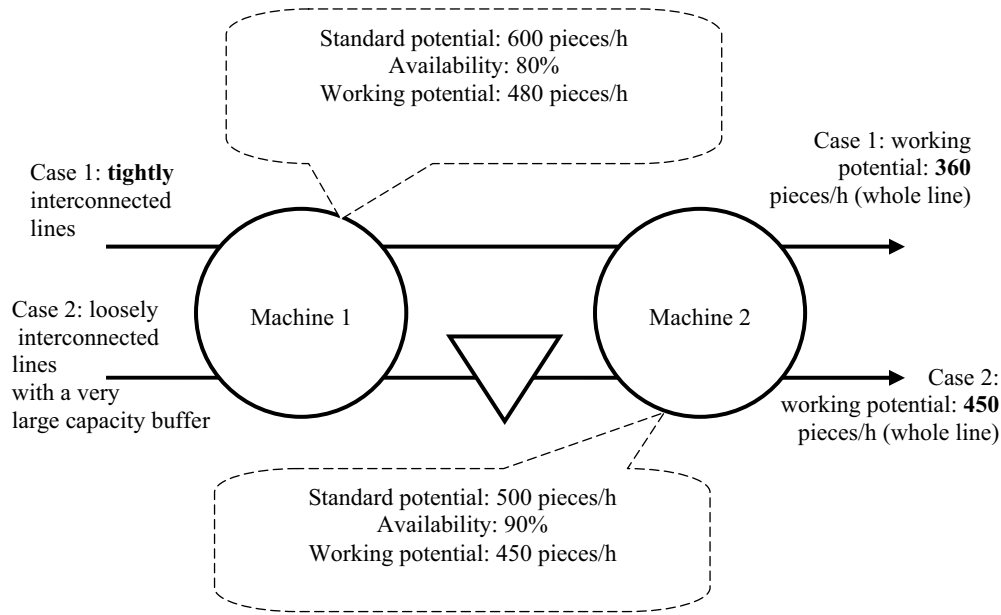 Standard potential: 600 pieces/h
Availability: 80%
Working potential: 480 pieces/h
Case 1: tightly
interconnected
lines
Case 1: working
potential: 360
pieces/h (whole line)
Machine 1
Machine 2
Case 2: loosely
interconnected
lines
with a very
large capacity buffer
Case 2:
working potential: 450
pieces/h (whole line)
Standard potential: 500 pieces/h
Availability: 90%
Working potential: 450 pieces/h